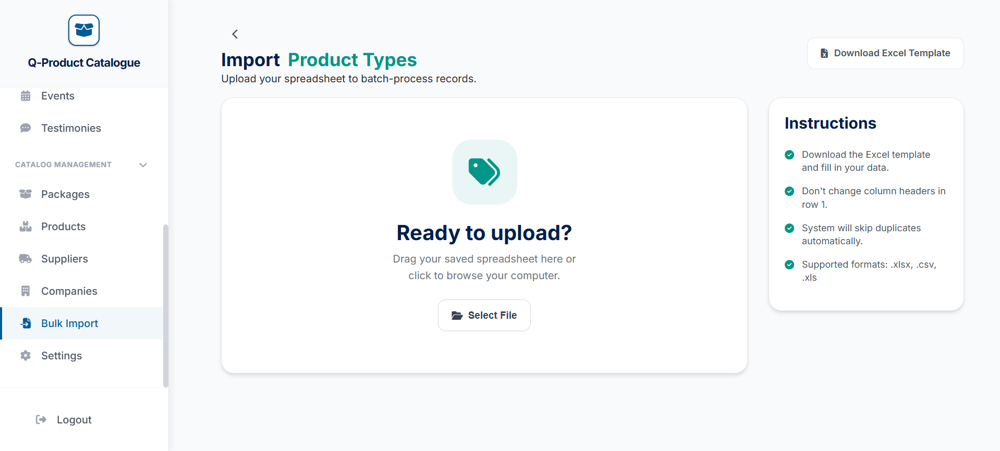 Q-Product Catalogue
Events
Testimonies
CATALOG MANAGEMENT
Packages
Products
Suppliers
Companies
Bulk Import
Settings
Logout
Import Product Types
Upload your spreadsheet to batch-process records.
Download Excel Template
Ready to upload?
Drag your saved spreadsheet here or
click to browse your computer.
Select File
Instructions
Download the Excel template
and fill in your data.
Don't change column headers in
row 1.
System will skip duplicates
automatically.
Supported formats: .xlsx, .csv,
.xls